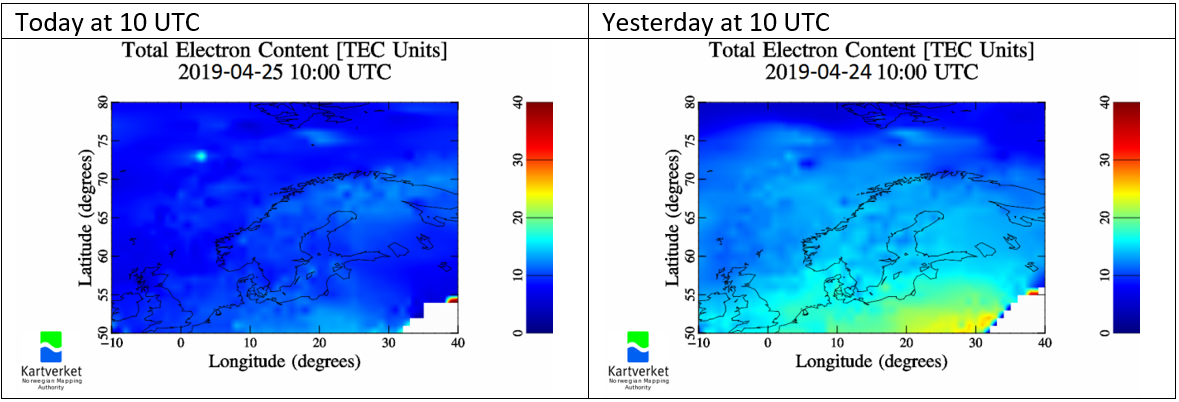 Today at 10 UTC
Total Electron Content [TEC Units]
2019-04-25 10:00 UTC
Latitude (degrees)
80
75
70
65
60
55
50
-10
0
10
20
30
40
Longitude (degrees)
40
30
20
10
0
Kartverket
Norwegian Mapping
Authority
Yesterday at 10 UTC
Total Electron Content [TEC Units]
2019-04-24 10:00 UTC
Latitude (degrees)
80
75
70
65
60
55
50
-10
0
10
20
30
40
Longitude (degrees)
40
30
20
10
0
Kartverket
Norwegian Mapping
Authority